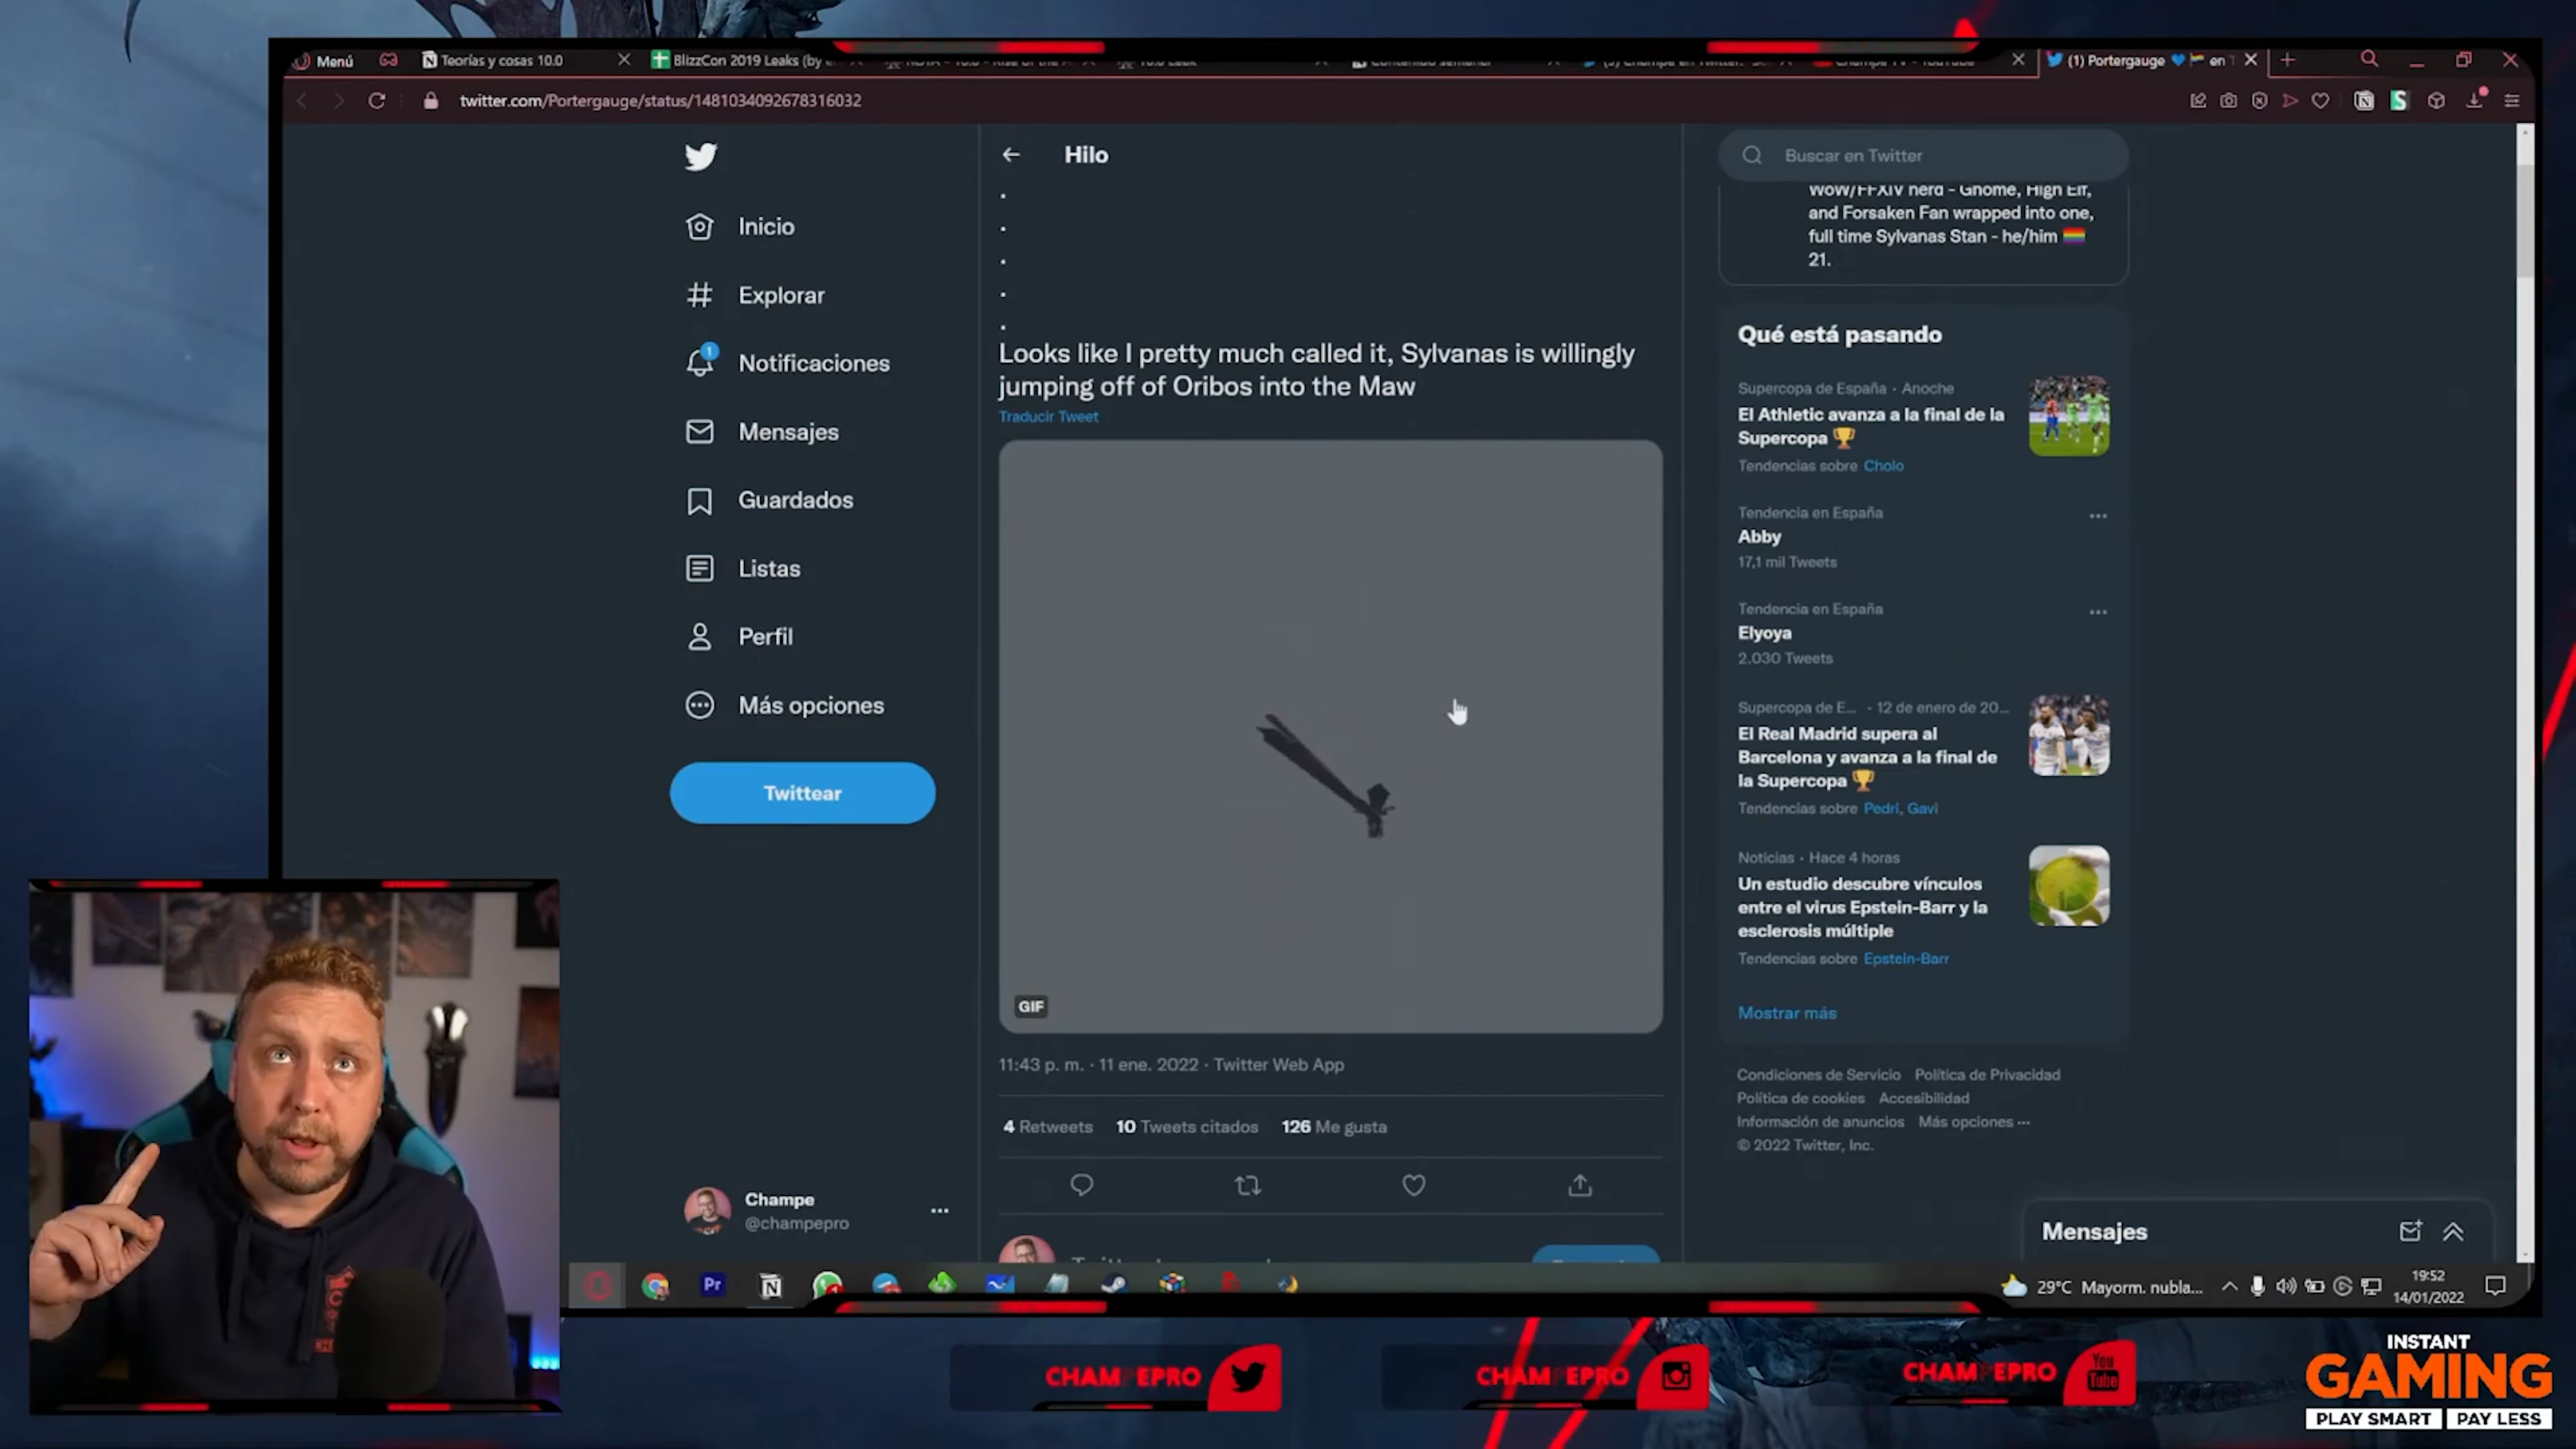 Menú
Teorías y cosas 10.0
BlizzCon 2019 Leaks (by
Contenido semanal
Champe TV - YouTube
(1) Portergauge 💙🏳️‍🌈 en T
twitter.com/Portergauge/status/1481034092678316032
Inicio
Explorar
1
Notificaciones
Mensajes
Guardados
Listas
Perfil
Más opciones
Twittear
Champe
@champepro
Hilo
.
.
.
.
.
Looks like I pretty much called it, Sylvanas is willingly
jumping off of Oribos into the Maw
Traducir Tweet
GIF
11:43 p. m. · 11 ene. 2022 · Twitter Web App
4 Retweets 10 Tweets citados 126 Me gusta
Buscar en Twitter
WoW/FFXIV nerd - Gnome, High Elf,
and Forsaken Fan wrapped into one,
full time Sylvanas Stan - he/him 🏳️‍🌈
21.
Qué está pasando
Supercopa de España · Anoche
El Athletic avanza a la final de la
Supercopa 🏆
Tendencias sobre Cholo
Tendencia en España
Abby
17,1 mil Tweets
Tendencia en España
Elyoya
2.030 Tweets
Supercopa de E... · 12 de enero de 20...
El Real Madrid supera al
Barcelona y avanza a la final de
la Supercopa 🏆
Tendencias sobre Pedri, Gavi
Noticias · Hace 4 horas
Un estudio descubre vínculos
entre el virus Epstein-Barr y la
esclerosis múltiple
Tendencias sobre Epstein-Barr
Mostrar más
Condiciones de Servicio Política de Privacidad
Política de cookies Accesibilidad
Información de anuncios Más opciones ···
© 2022 Twitter, Inc.
Mensajes
Pr
29°C Mayorm. nubla...
19:52
14/01/2022
CHAMPEPRO
CHAMPEPRO
CHAMPEPRO
You
Tube
INSTANT
GAMING
PLAY SMART PAY LESS